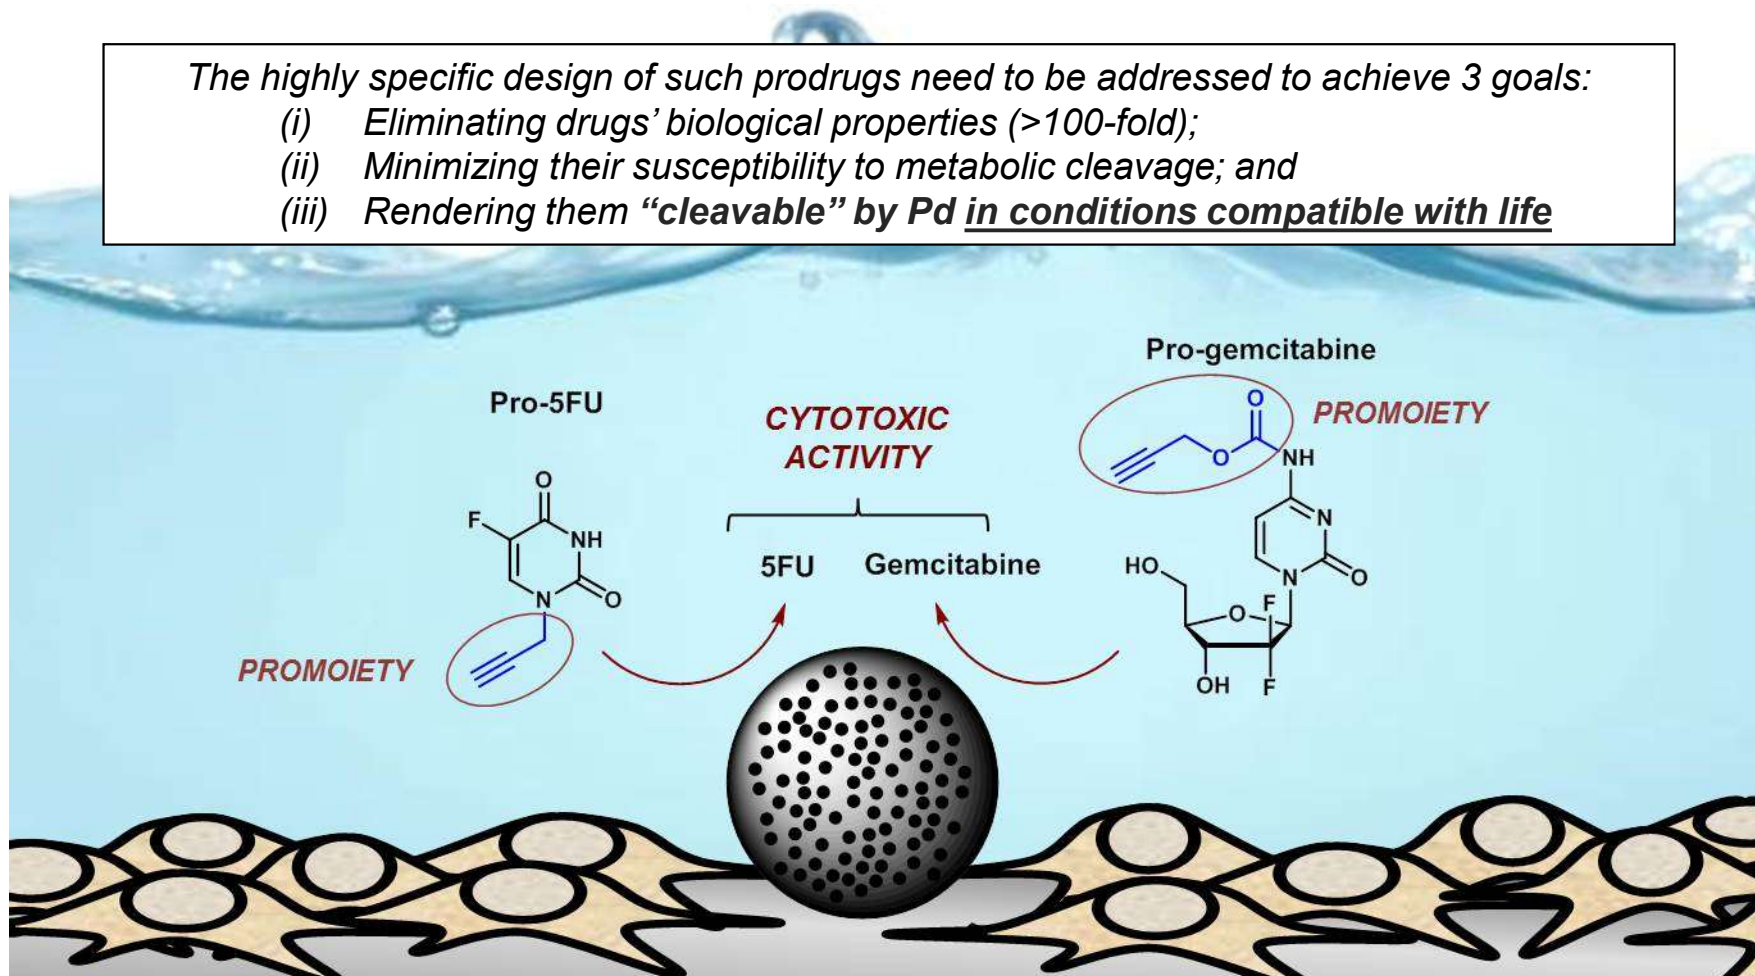 The highly specific design of such prodrugs need to be addressed to achieve 3 goals:
(i) Eliminating drugs’ biological properties (>100-fold);
(ii) Minimizing their susceptibility to metabolic cleavage; and
(iii) Rendering them “cleavable” by Pd in conditions compatible with life
Pro-gemcitabine
Pro-5FU
PROMOIETY
CYTOTOXIC
ACTIVITY
O
O
NH
N
O
N
HO
O
F
F
OH
O
F
NH
N
O
5FU
Gemcitabine
PROMOIETY